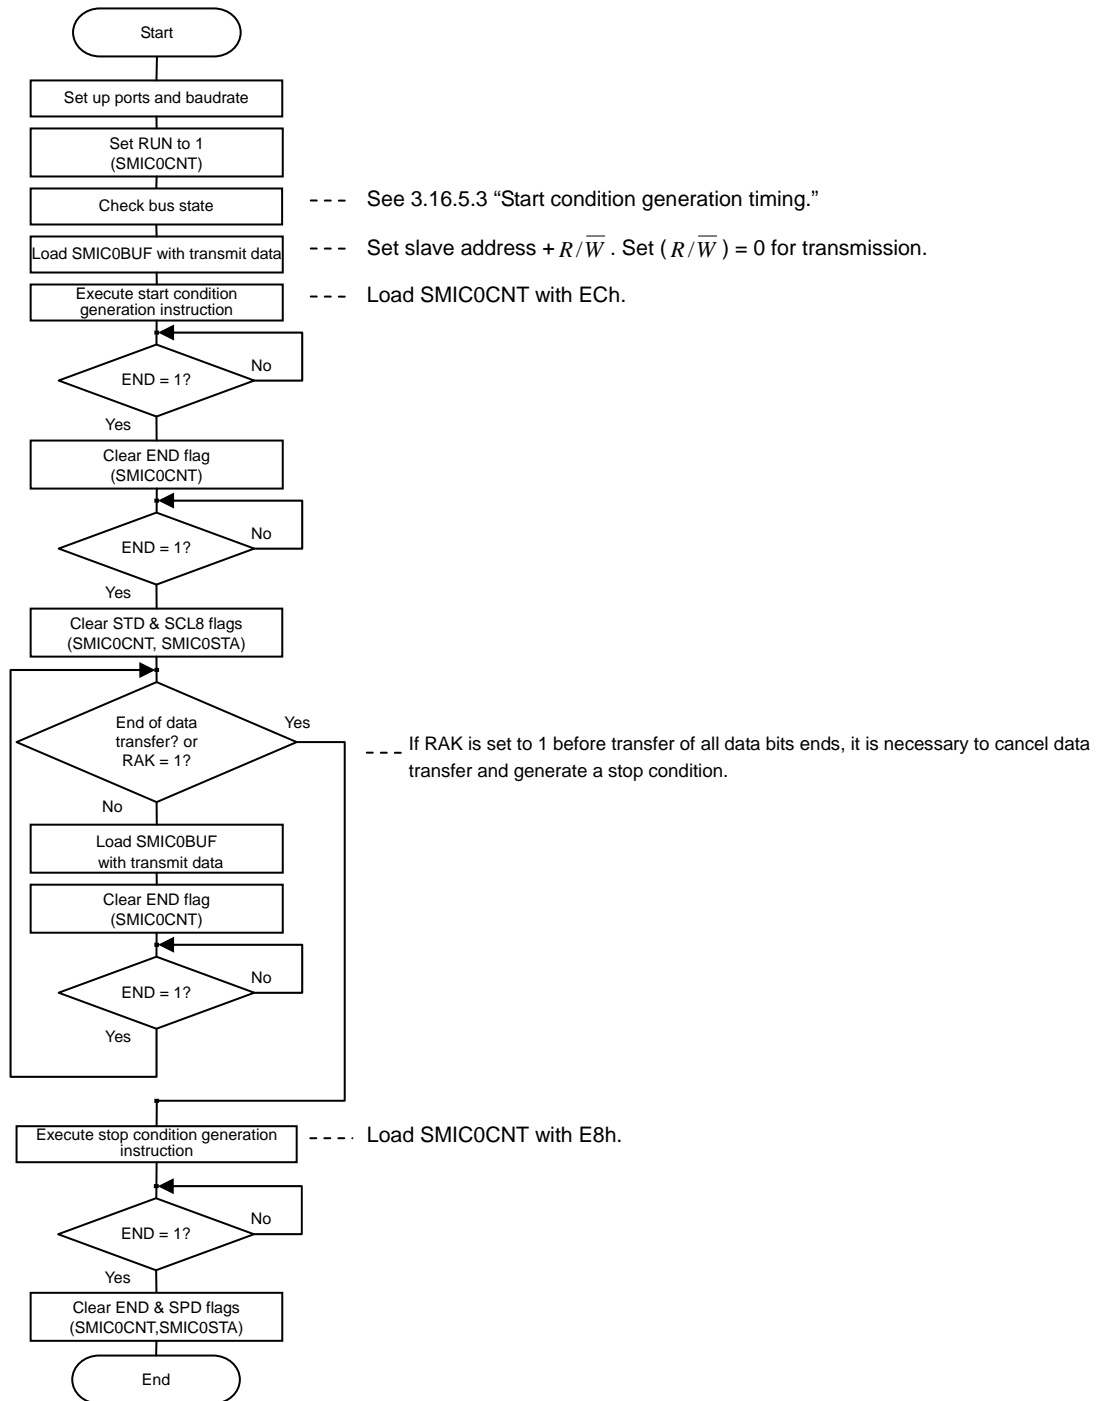 Start
Set up ports and baudrate
Set RUN to 1
(SMIC0CNT)
Check bus state
--- See 3.16.5.3 “Start condition generation timing.”
Load SMIC0BUF with transmit data
--- Set slave address + R/W̅ . Set ( R/W̅ ) = 0 for transmission.
Execute start condition
generation instruction
--- Load SMIC0CNT with ECh.
END = 1?
No
Yes
Clear END flag
(SMIC0CNT)
END = 1?
No
Yes
Clear STD & SCL8 flags
(SMIC0CNT, SMIC0STA)
End of data
transfer? or
RAK = 1?
Yes
No
--- If RAK is set to 1 before transfer of all data bits ends, it is necessary to cancel data
transfer and generate a stop condition.
Load SMIC0BUF
with transmit data
Clear END flag
(SMIC0CNT)
END = 1?
No
Yes
Execute stop condition generation
instruction
---- Load SMIC0CNT with E8h.
END = 1?
No
Yes
Clear END & SPD flags
(SMIC0CNT,SMIC0STA)
End